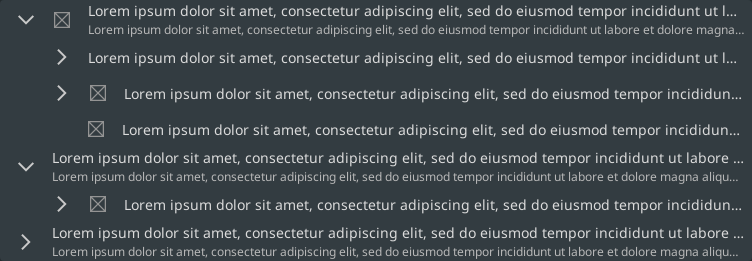 Lorem ipsum dolor sit amet, consectetur adipiscing elit, sed do eiusmod tempor incididunt ut l...
Lorem ipsum dolor sit amet, consectetur adipiscing elit, sed do eiusmod tempor incididunt ut labore et dolore magna...
Lorem ipsum dolor sit amet, consectetur adipiscing elit, sed do eiusmod tempor incididunt ut l...
Lorem ipsum dolor sit amet, consectetur adipiscing elit, sed do eiusmod tempor incididun...
Lorem ipsum dolor sit amet, consectetur adipiscing elit, sed do eiusmod tempor incididun...
Lorem ipsum dolor sit amet, consectetur adipiscing elit, sed do eiusmod tempor incididunt ut labore ...
Lorem ipsum dolor sit amet, consectetur adipiscing elit, sed do eiusmod tempor incididunt ut labore et dolore magna aliqu...
Lorem ipsum dolor sit amet, consectetur adipiscing elit, sed do eiusmod tempor incididun...
Lorem ipsum dolor sit amet, consectetur adipiscing elit, sed do eiusmod tempor incididunt ut labore ...
Lorem ipsum dolor sit amet, consectetur adipiscing elit, sed do eiusmod tempor incididunt ut labore et dolore magna aliqu...